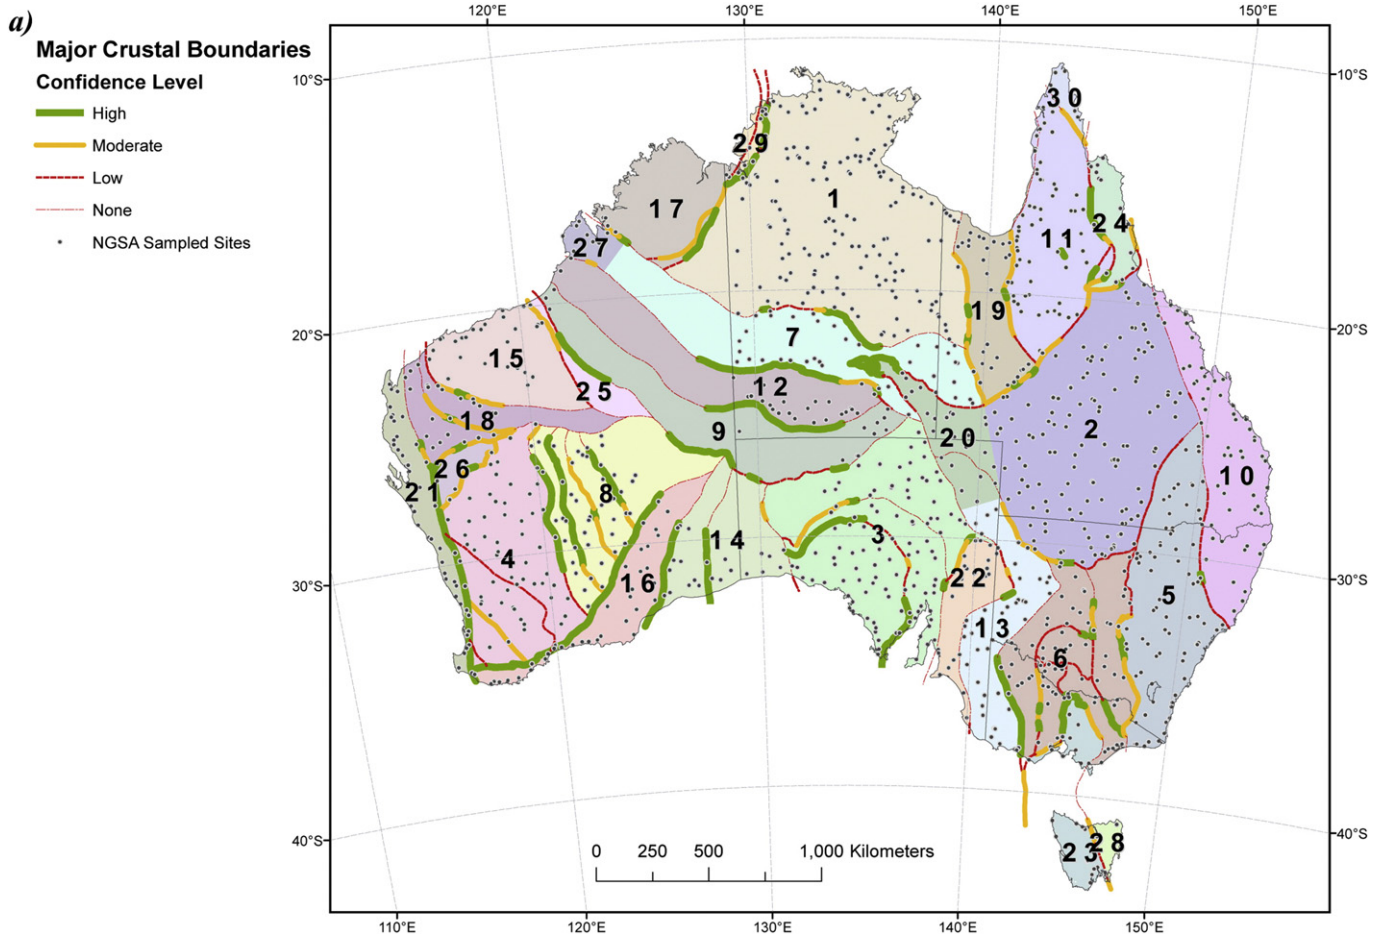 a)
Major Crustal Boundaries
Confidence Level
High
Moderate
Low
None
NGSA Sampled Sites
120°E
130°E
140°E
150°E
10°S
10°S
20°S
20°S
30°S
30°S
40°S
40°S
30
29
17
1
24
11
27
19
7
15
12
25
18
9
20
2
26
21
8
10
3
14
4
16
22
5
13
6
23
28
0 250 500 1,000 Kilometers
110°E
120°E
130°E
140°E
150°E